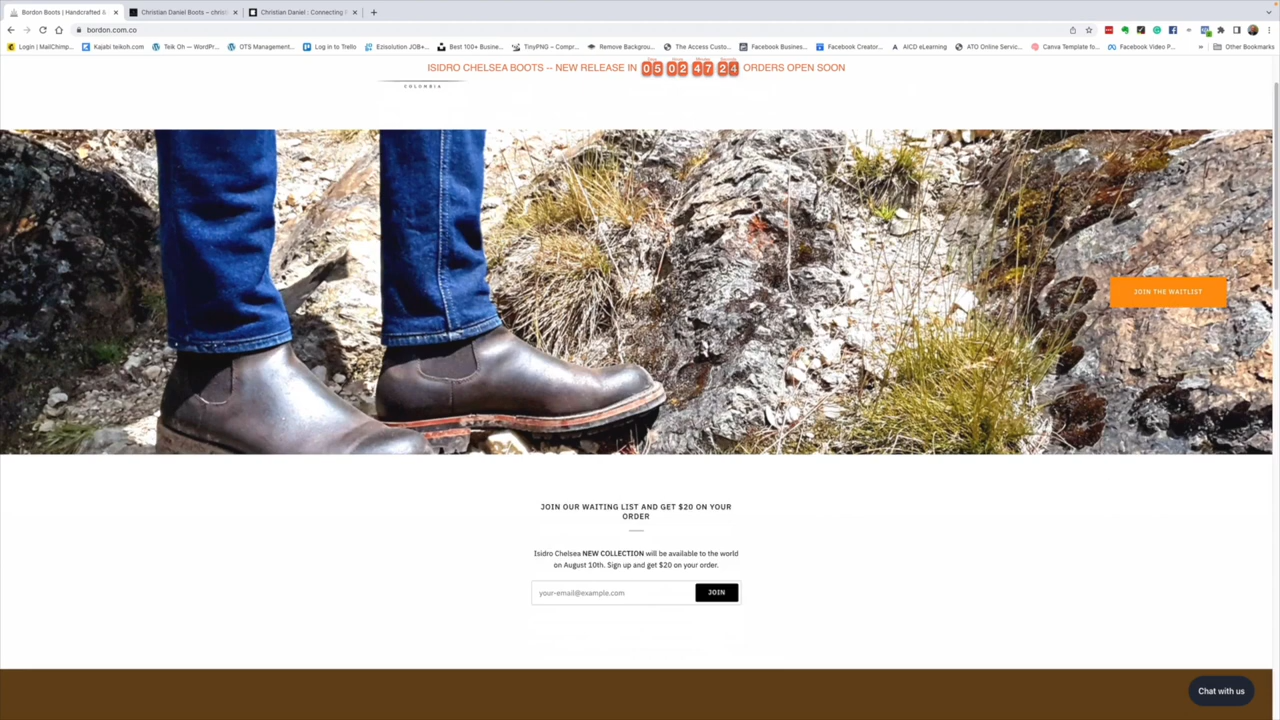 Bordon Boots | Handcrafted &
Christian Daniel Boots – chris
Christian Daniel : Connecting
bordon.com.co
Login | MailChimp...
Kajabi teikoh.com
Teik Oh — WordPr...
OTS Management...
Log in to Trello
Ezisolution JOB+...
Best 100+ Busine...
TinyPNG – Compr...
Remove Backgrou...
The Access Custo...
Facebook Busines...
Facebook Creator...
AICD eLearning
ATO Online Servic...
Canva Template fo...
Facebook Video P...
Other Bookmarks
ISIDRO CHELSEA BOOTS -- NEW RELEASE IN 05 02 47 24 ORDERS OPEN SOON
COLOMBIA
JOIN THE WAITLIST
JOIN OUR WAITING LIST AND GET $20 ON YOUR
ORDER
Isidro Chelsea NEW COLLECTION will be available to the world
on August 10th. Sign up and get $20 on your order.
your-email@example.com
JOIN
Chat with us